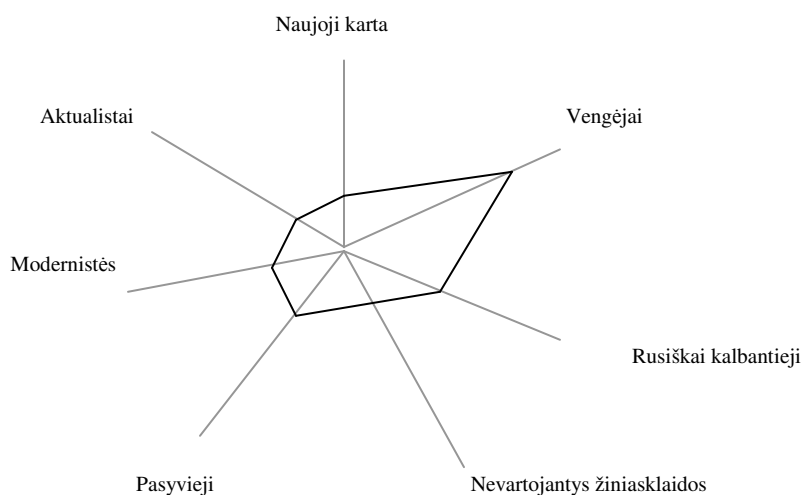 Naujoji karta
Aktualistai
Vengėjai
Modernistės
Rusiškai kalbantieji
Pasyvieji
Nevartojantys žiniasklaidos